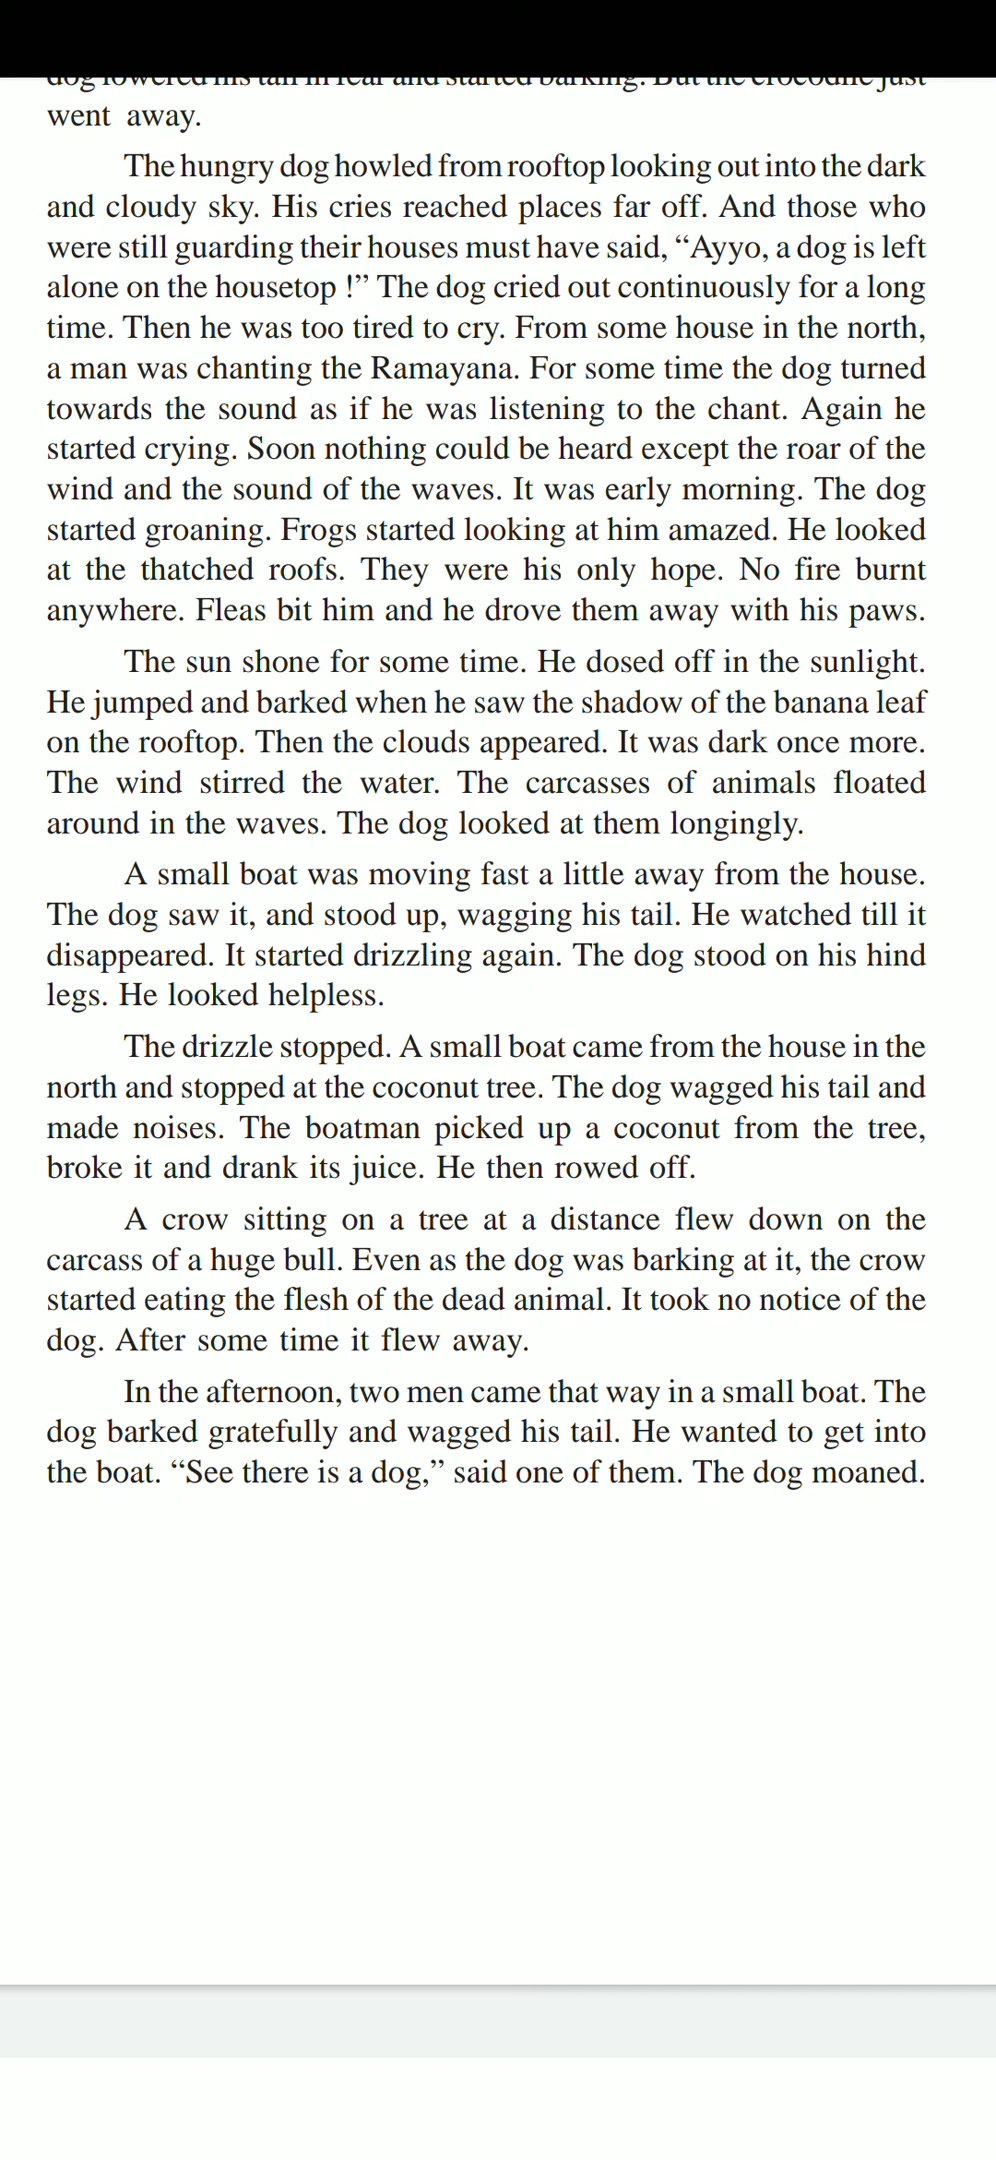 dog lowered his tail in fear and started barking. But the crocodile just
went away.
The hungry dog howled from rooftop looking out into the dark
and cloudy sky. His cries reached places far off. And those who
were still guarding their houses must have said, “Ayyo, a dog is left
alone on the housetop !” The dog cried out continuously for a long
time. Then he was too tired to cry. From some house in the north,
a man was chanting the Ramayana. For some time the dog turned
towards the sound as if he was listening to the chant. Again he
started crying. Soon nothing could be heard except the roar of the
wind and the sound of the waves. It was early morning. The dog
started groaning. Frogs started looking at him amazed. He looked
at the thatched roofs. They were his only hope. No fire burnt
anywhere. Fleas bit him and he drove them away with his paws.
The sun shone for some time. He dosed off in the sunlight.
He jumped and barked when he saw the shadow of the banana leaf
on the rooftop. Then the clouds appeared. It was dark once more.
The wind stirred the water. The carcasses of animals floated
around in the waves. The dog looked at them longingly.
A small boat was moving fast a little away from the house.
The dog saw it, and stood up, wagging his tail. He watched till it
disappeared. It started drizzling again. The dog stood on his hind
legs. He looked helpless.
The drizzle stopped. A small boat came from the house in the
north and stopped at the coconut tree. The dog wagged his tail and
made noises. The boatman picked up a coconut from the tree,
broke it and drank its juice. He then rowed off.
A crow sitting on a tree at a distance flew down on the
carcass of a huge bull. Even as the dog was barking at it, the crow
started eating the flesh of the dead animal. It took no notice of the
dog. After some time it flew away.
In the afternoon, two men came that way in a small boat. The
dog barked gratefully and wagged his tail. He wanted to get into
the boat. “See there is a dog,” said one of them. The dog moaned.